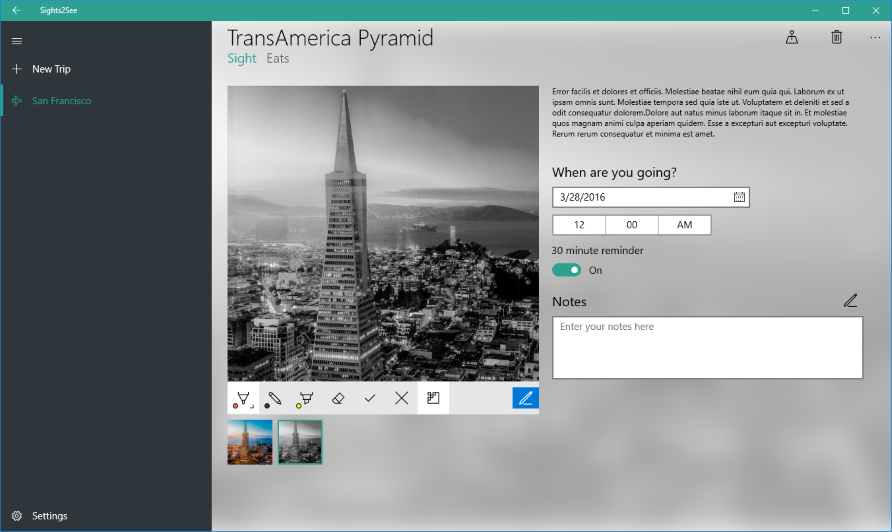 Sights2See
New Trip
San Francisco
Settings
TransAmerica Pyramid
Sight Eats
Error facilis et dolores et officiis. Molestiae beatae nihil eum quia qui. Laborum ex ut
ipsam omnis sunt. Molestiae tempora sed quia iste ut. Voluptatem et deleniti et sed a
odit consequatur dolorem.Dolore aut natus minus laborum itaque sit in. Et molestiae
quos magnam animi culpa aperiam quidem. Esse a excepturi aut excepturi voluptate.
Rerum rerum consequatur et minima est amet.
When are you going?
3/28/2016
12 00 AM
30 minute reminder
On
Notes
Enter your notes here